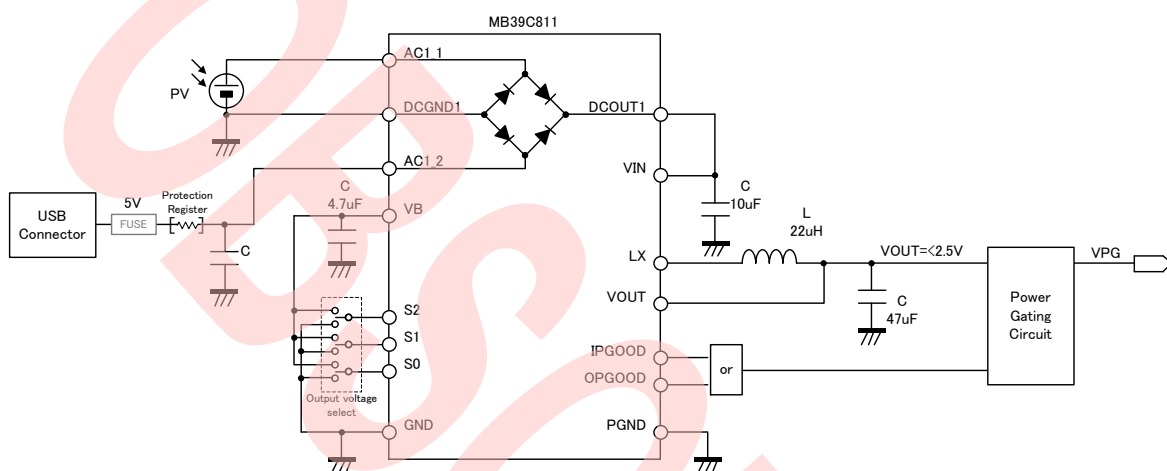 MB39C811
AC1_1
PV
DCGND1
DCOUT1
AC1_2
VIN
USB
Connector
5V
FUSE
Protection
Register
C
C
4.7uF
VB
C
10uF
L
22uH
LX
VOUT=<2.5V
VPG
VOUT
C
47uF
Power
Gating
Circuit
S2
S1
S0
Output voltage
select
IPGOOD
OPGOOD
or
GND
PGND